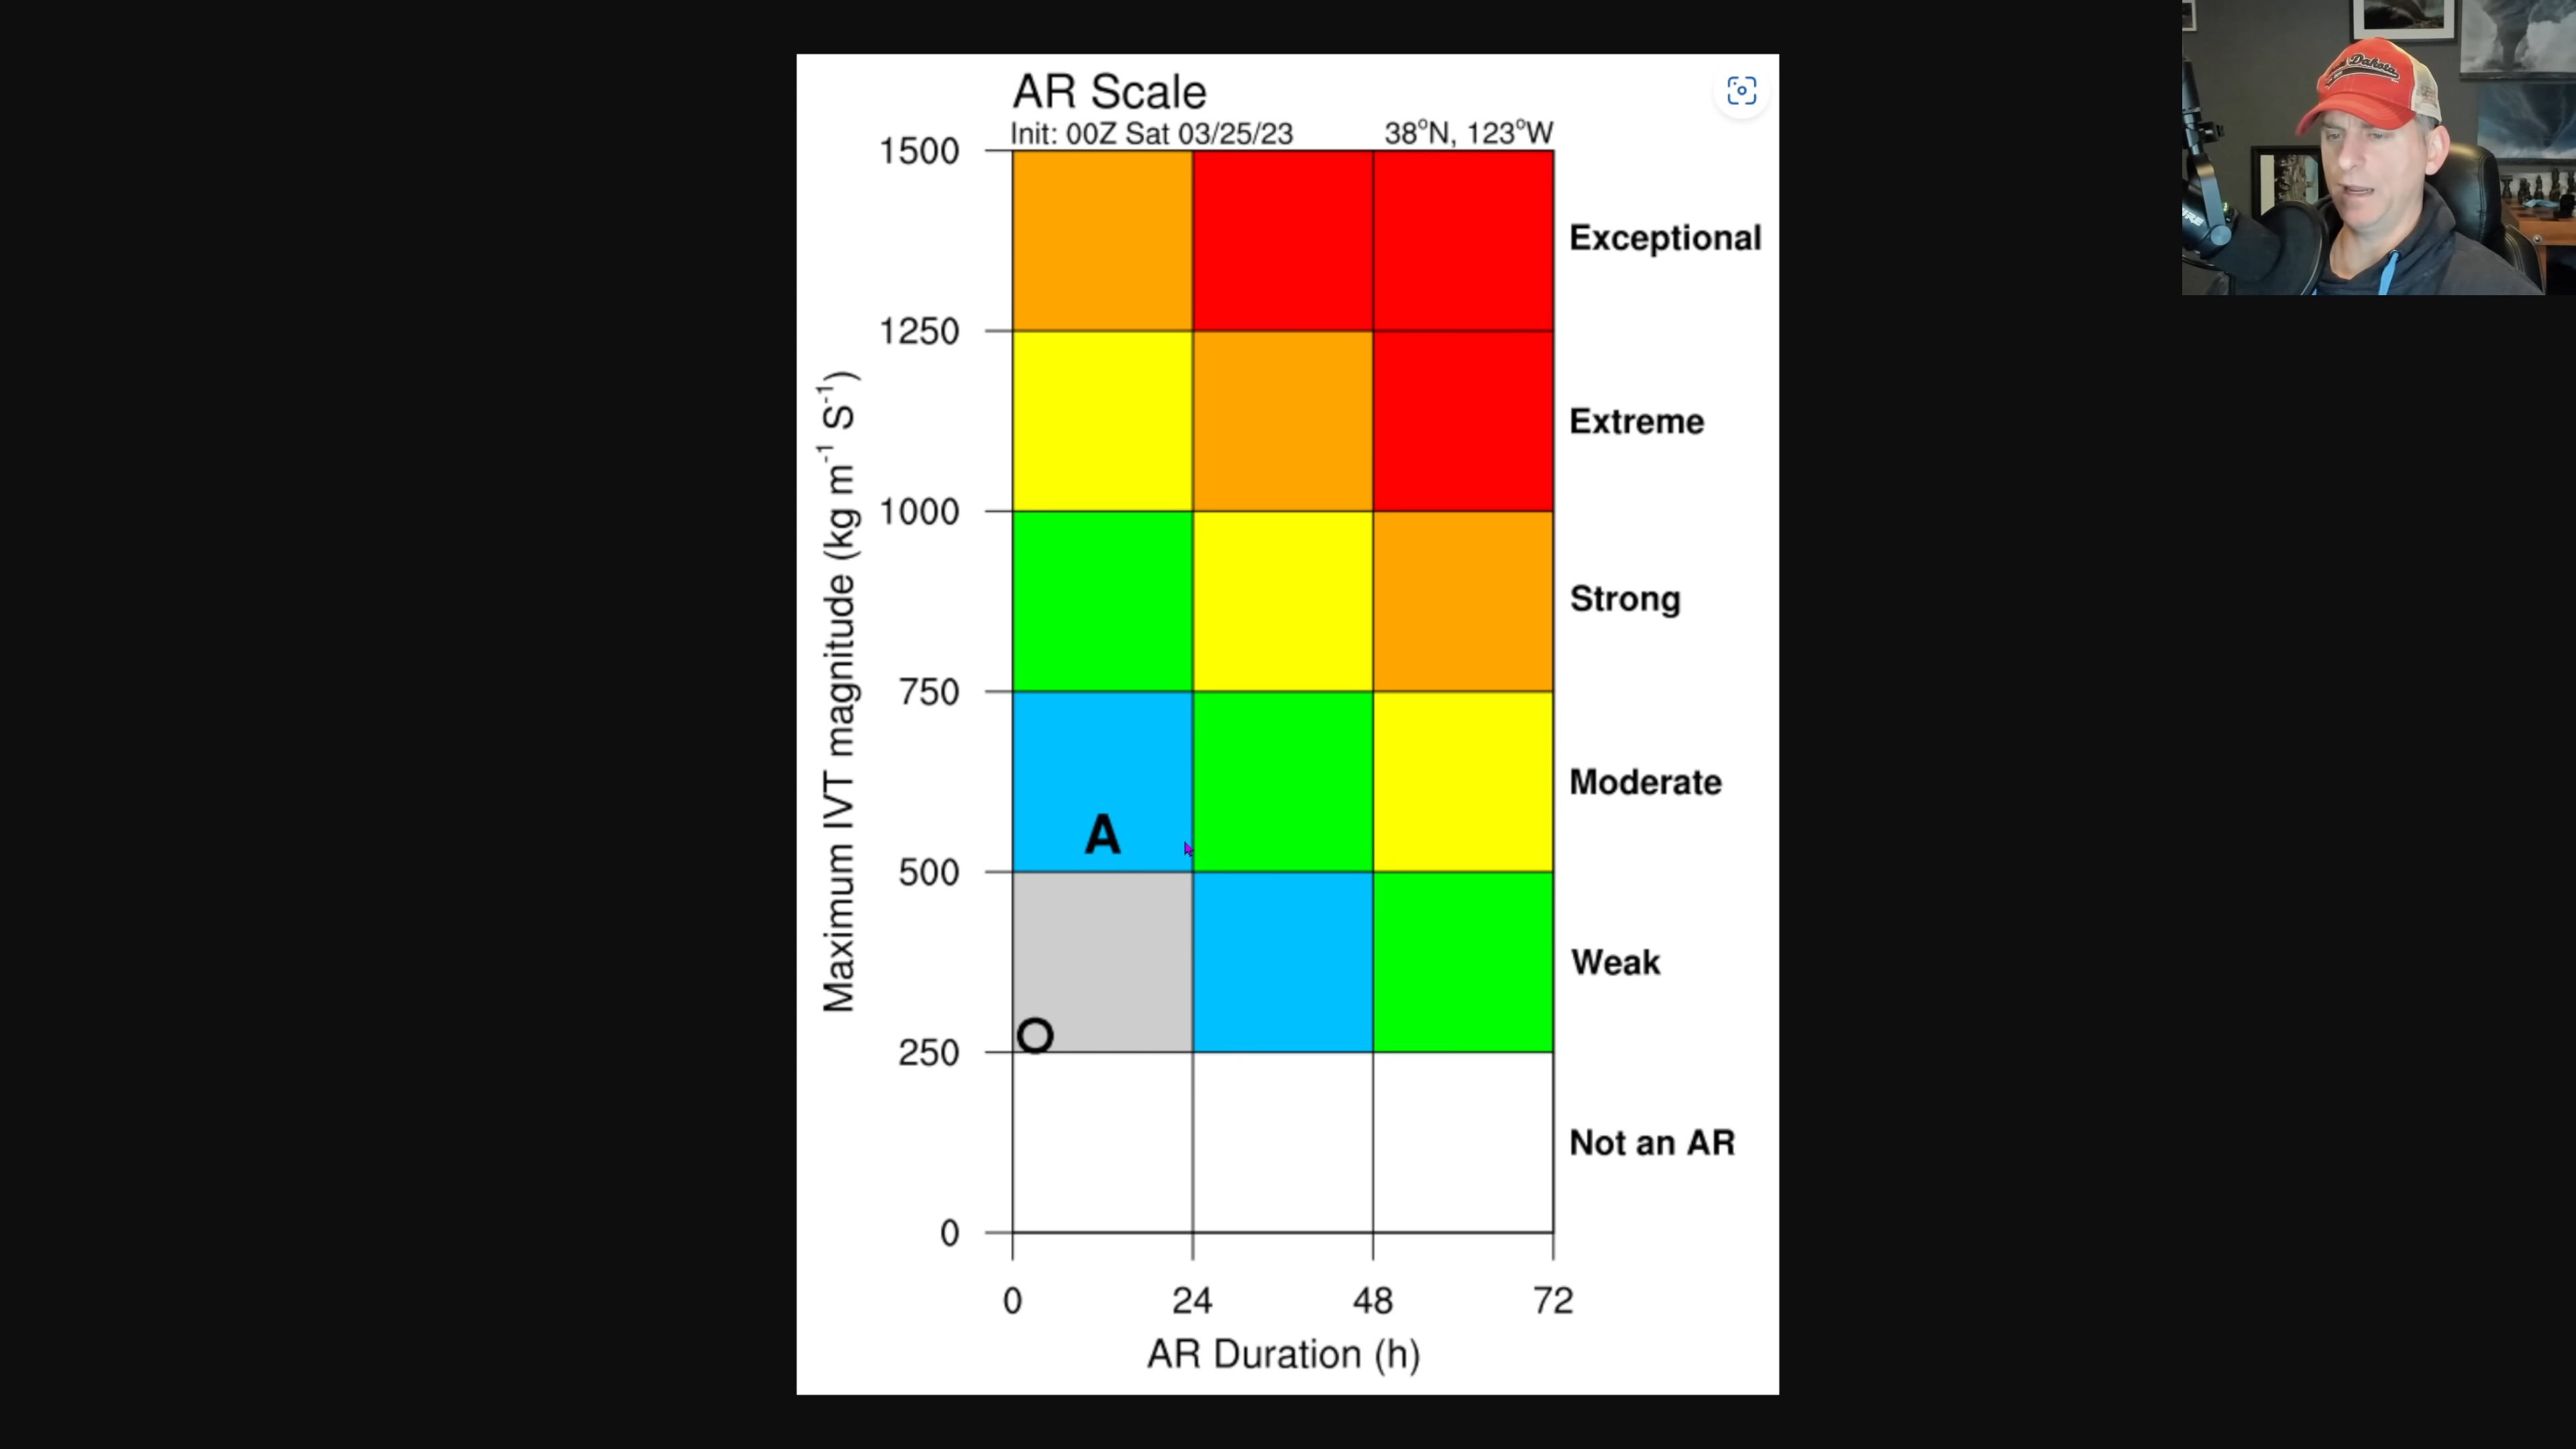 AR Scale
Init: 00Z Sat 03/25/23
38°N, 123°W
1500
1250
1000
750
500
250
0
Maximum IVT magnitude (kg m⁻¹ S⁻¹)
Exceptional
Extreme
Strong
Moderate
Weak
Not an AR
A
O
0 24 48 72
AR Duration (h)
Dakota